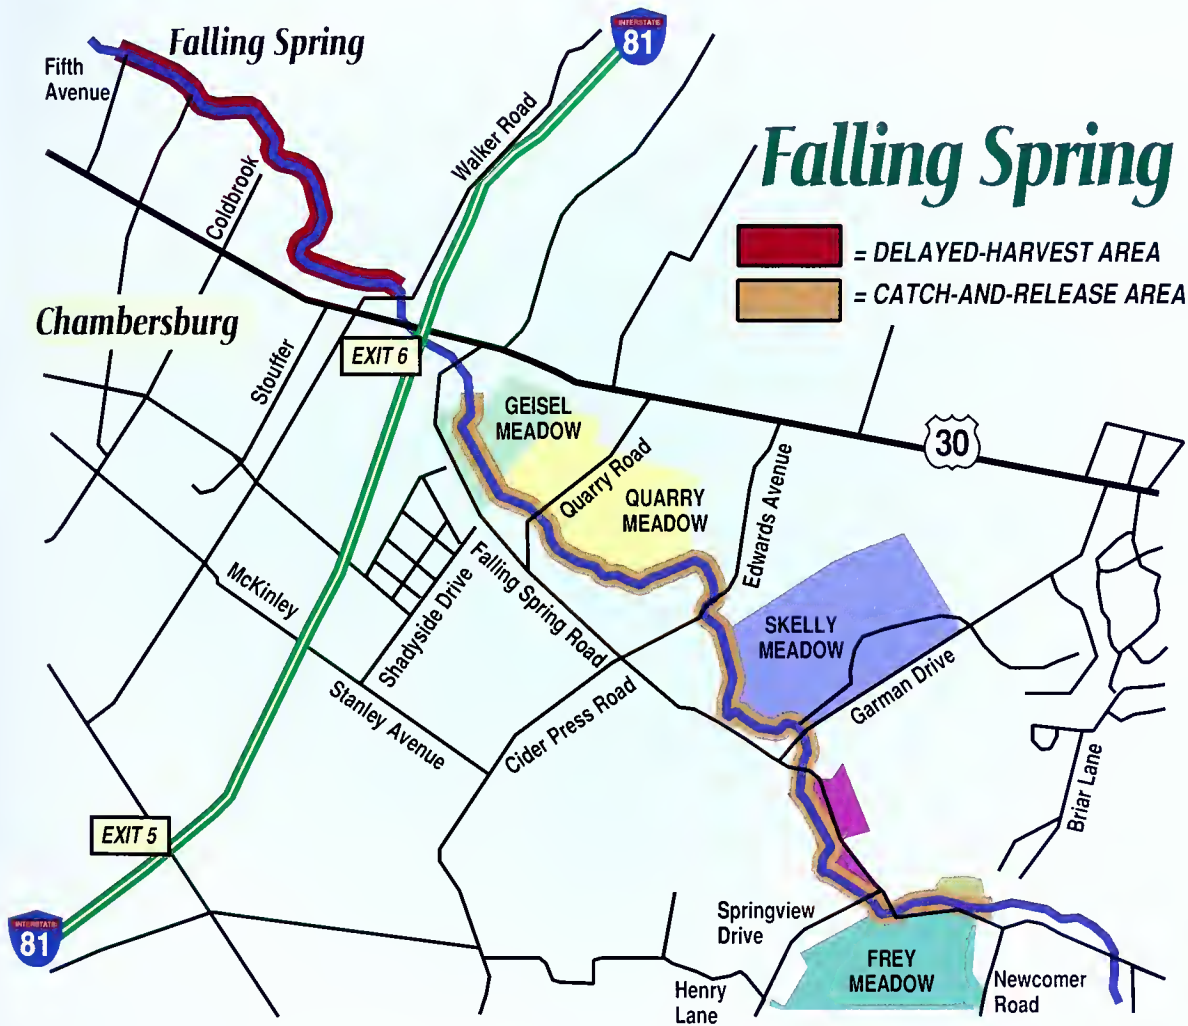 Falling Spring
INTERSTATE
81
Fifth
Avenue
Walker Road
Falling Spring
Coldbrook
= DELAYED-HARVEST AREA
= CATCH-AND-RELEASE AREA
Chambersburg
EXIT 6
Stouffer
GEISEL
MEADOW
30
Quarry Road
QUARRY
MEADOW
Edwards Avenue
McKinley
Shadyside Drive
Falling Spring Road
SKELLY
MEADOW
Garman Drive
Stanley Avenue
Cider Press Road
Briar Lane
EXIT 5
INTERSTATE
81
Springview
Drive
FREY
MEADOW
Henry
Lane
Newcomer
Road